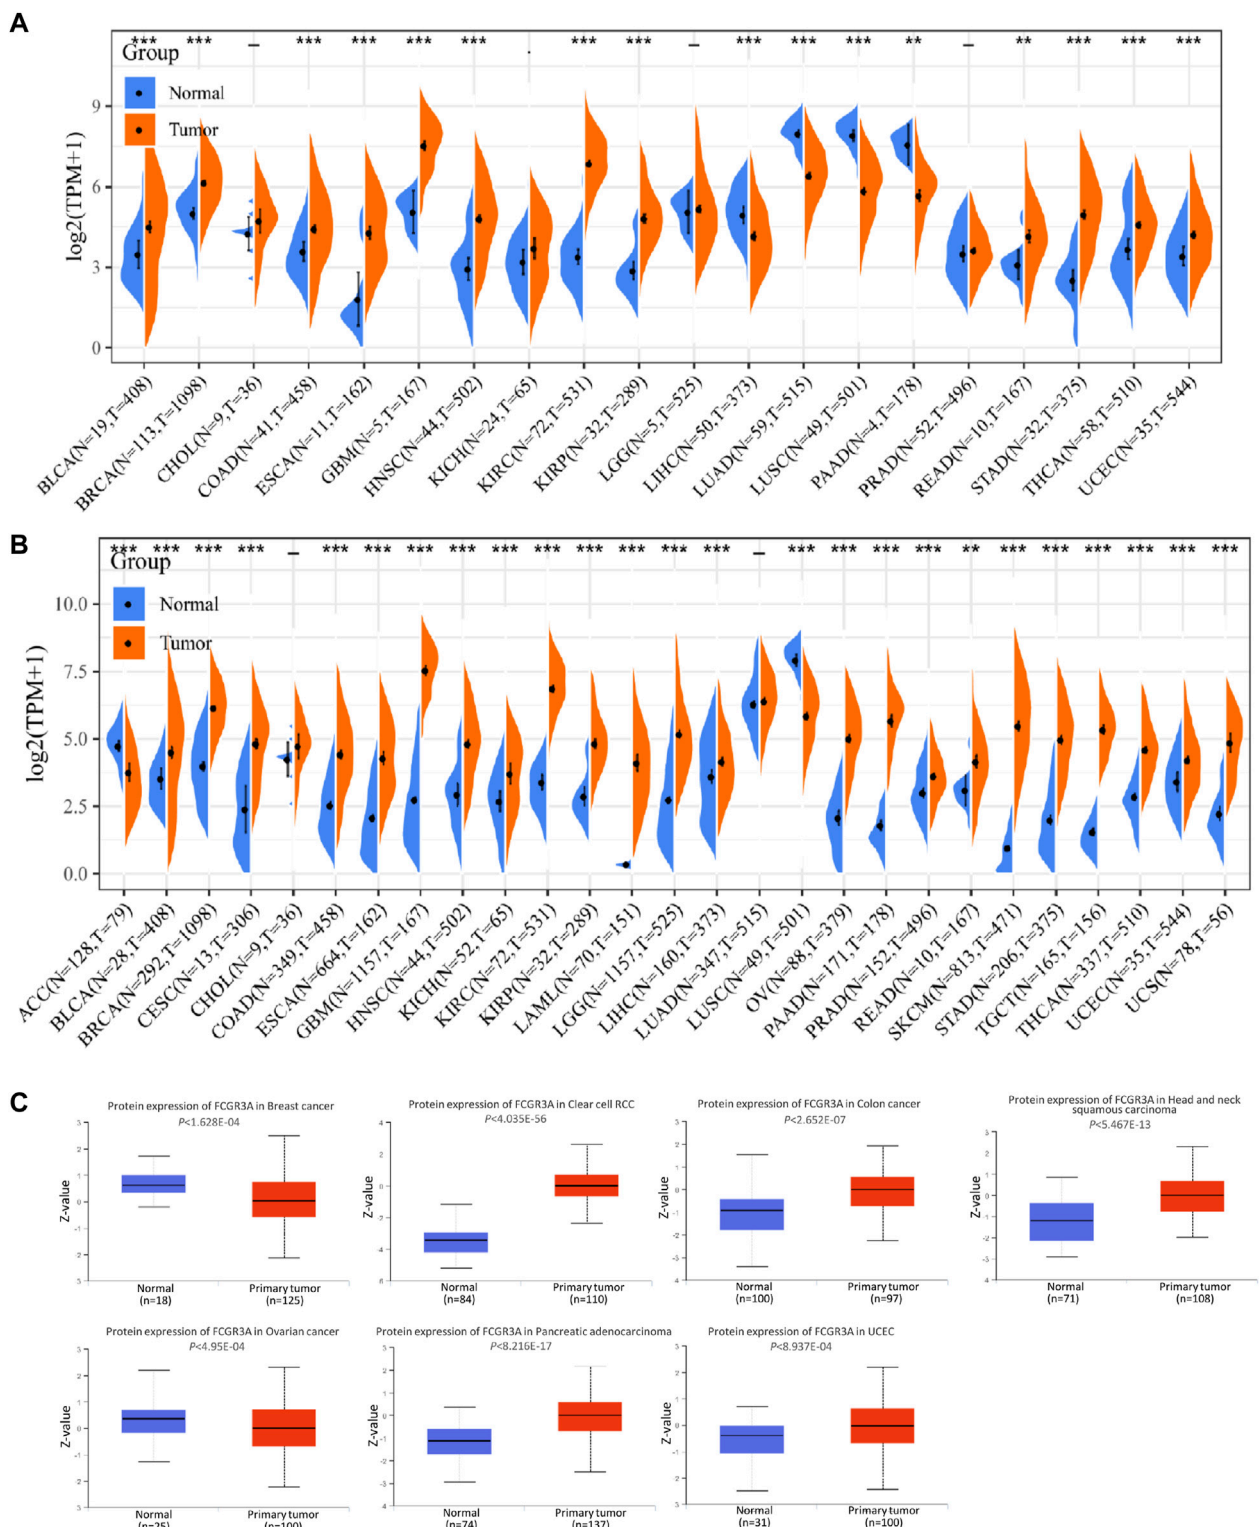 A
*** *** – *** *** *** *** . *** *** – *** *** *** ** – ** *** *** ***
Group
Normal
Tumor
log2(TPM+1)
9
6
3
0
BLCA(N=19,T=408)
BRCA(N=113,T=1098)
CHOL(N=9,T=36)
COAD(N=41,T=458)
ESCA(N=11,T=162)
GBM(N=5,T=167)
HNSC(N=44,T=502)
KICH(N=24,T=65)
KIRC(N=72,T=531)
KIRP(N=32,T=289)
LGG(N=5,T=525)
LIHC(N=50,T=373)
LUAD(N=59,T=515)
LUSC(N=49,T=501)
PAAD(N=4,T=178)
PRAD(N=52,T=496)
READ(N=10,T=167)
STAD(N=32,T=375)
THCA(N=58,T=510)
UCEC(N=35,T=544)
B
*** *** *** *** – *** *** *** *** *** *** *** *** *** *** – *** *** *** *** ** *** *** *** *** *** ***
Group
Normal
Tumor
log2(TPM+1)
10.0
7.5
5.0
2.5
0.0
ACC(N=128,T=79)
BLCA(N=28,T=408)
BRCA(N=292,T=1098)
CESC(N=13,T=306)
CHOL(N=9,T=36)
COAD(N=349,T=458)
ESCA(N=664,T=162)
GBM(N=1157,T=167)
HNSC(N=44,T=502)
KICH(N=52,T=65)
KIRC(N=72,T=531)
KIRP(N=32,T=289)
LAML(N=70,T=151)
LGG(N=1157,T=525)
LIHC(N=160,T=373)
LUAD(N=347,T=515)
LUSC(N=49,T=501)
OV(N=88,T=379)
PAAD(N=171,T=178)
PRAD(N=152,T=496)
READ(N=10,T=167)
SKCM(N=813,T=471)
STAD(N=206,T=375)
TGCT(N=165,T=156)
THCA(N=337,T=510)
UCEC(N=35,T=544)
UCS(N=78,T=56)
C
Protein expression of FCGR3A in Breast cancer
P<1.628E-04
Z-value
Normal
(n=18)
Primary tumor
(n=125)
Protein expression of FCGR3A in Clear cell RCC
P<4.035E-56
Z-value
Normal
(n=84)
Primary tumor
(n=110)
Protein expression of FCGR3A in Colon cancer
P<2.652E-07
Z-value
Normal
(n=100)
Primary tumor
(n=97)
Protein expression of FCGR3A in Head and neck
squamous carcinoma
P<5.467E-13
Z-value
Normal
(n=71)
Primary tumor
(n=108)
Protein expression of FCGR3A in Ovarian cancer
P<4.95E-04
Z-value
Normal
(n=25)
Primary tumor
(n=100)
Protein expression of FCGR3A in Pancreatic adenocarcinoma
P<8.216E-17
Z-value
Normal
(n=74)
Primary tumor
(n=137)
Protein expression of FCGR3A in UCEC
P<8.937E-04
Z-value
Normal
(n=31)
Primary tumor
(n=100)